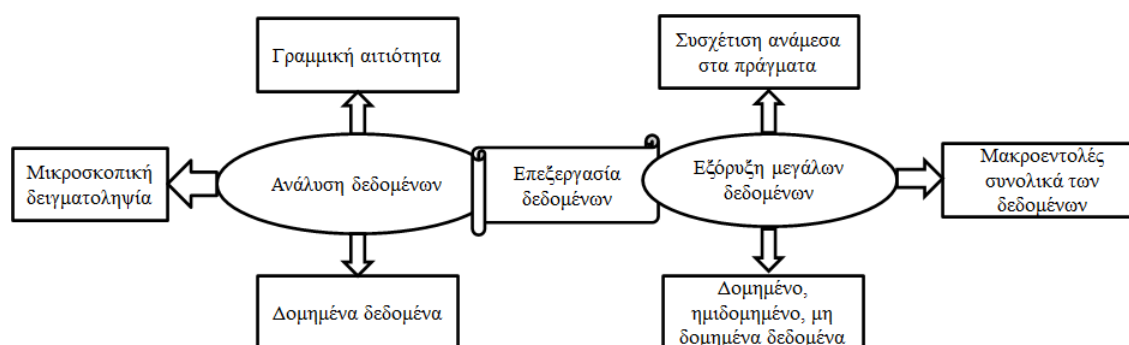 Γραμμική αιτιότητα
Συσχέτιση ανάμεσα
στα πράγματα
Μικροσκοπική
δειγματοληψία
Ανάλυση δεδομένων
Επεξεργασία
δεδομένων
Εξόρυξη μεγάλων
δεδομένων
Μακροεντολές
συνολικά των
δεδομένων
Δομημένα δεδομένα
Δομημένο,
ημιδομημένο, μη
δομημένα δεδομένα